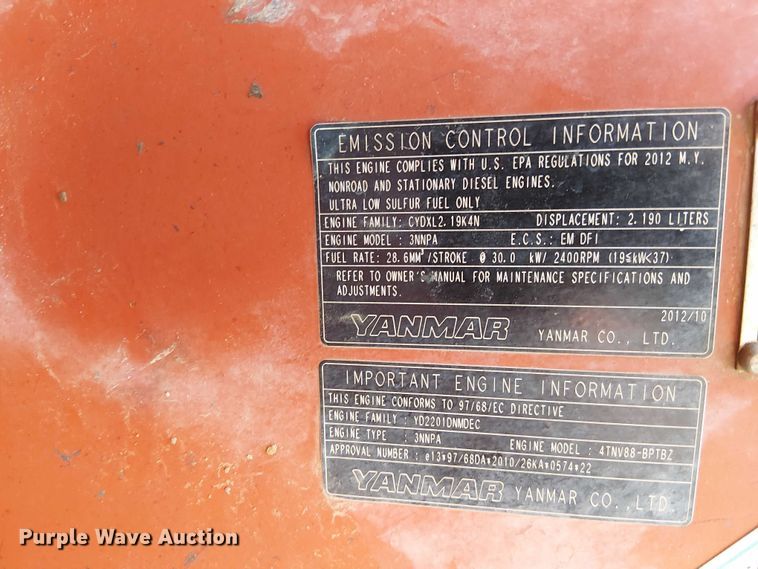 EMISSION CONTROL INFORMATION
THIS ENGINE COMPLIES WITH U.S. EPA REGULATIONS FOR 2012 M.Y.
NONROAD AND STATIONARY DIESEL ENGINES.
ULTRA LOW SULFUR FUEL ONLY
ENGINE FAMILY: CYDXL2.19K4N DISPLACEMENT: 2.190 LITERS
ENGINE MODEL : 3NNPA E.C.S.: EM DFI
FUEL RATE: 28.6MM³/STROKE @ 30.0 kW/ 2400RPM (19≤kW<37)
REFER TO OWNER'S MANUAL FOR MAINTENANCE SPECIFICATIONS AND
ADJUSTMENTS.
2012/10
YANMAR YANMAR CO., LTD.
IMPORTANT ENGINE INFORMATION
THIS ENGINE CONFORMS TO 97/68/EC DIRECTIVE
ENGINE FAMILY : YD2201DNMDEC
ENGINE TYPE : 3NNPA ENGINE MODEL : 4TNV88-BPTBZ
APPROVAL NUMBER : e13*97/68DA*2010/26KA*0574*22
YANMAR YANMAR CO.,LTD.
Purple Wave Auction